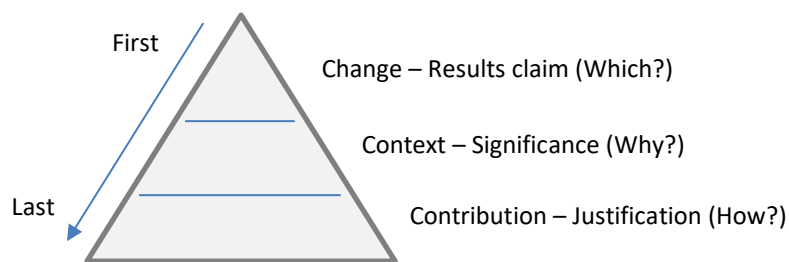 First
Change – Results claim (Which?)
Context – Significance (Why?)
Last
Contribution – Justification (How?)